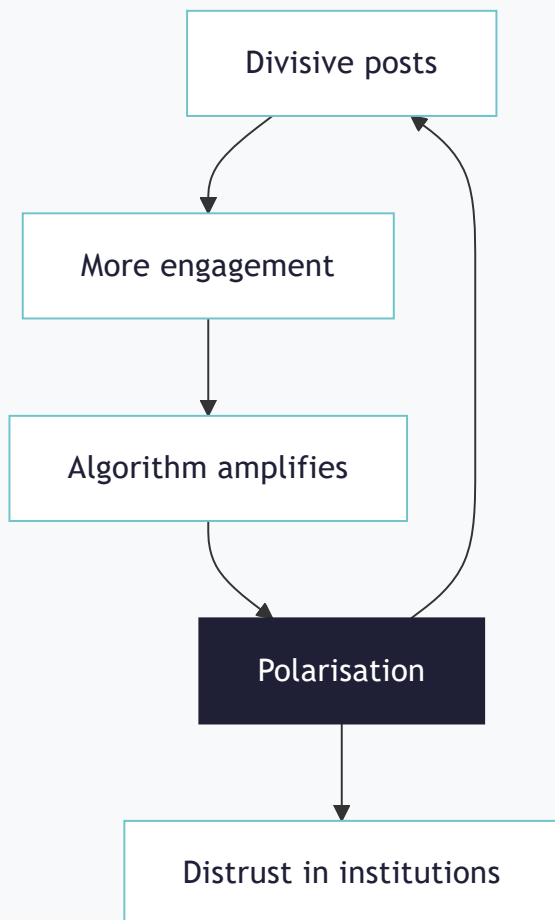 Divisive posts
More engagement
Algorithm amplifies
Polarisation
Distrust in institutions